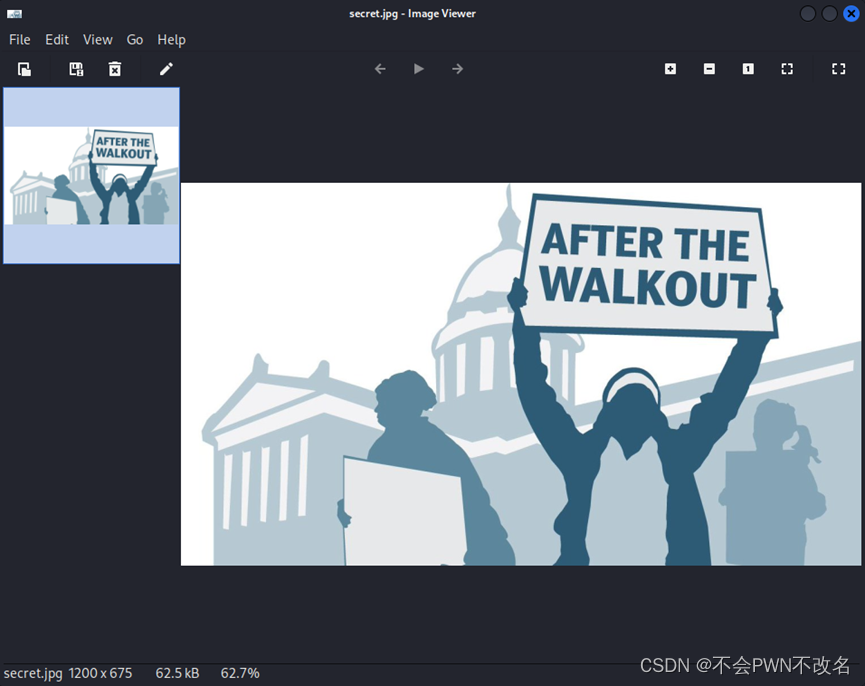 secret.jpg - Image Viewer
File Edit View Go Help
1
AFTER THE
WALKOUT
AFTER THE
WALKOUT
secret.jpg 1200 x 675 62.5 kB 62.7%
CSDN @不会PWN不改名